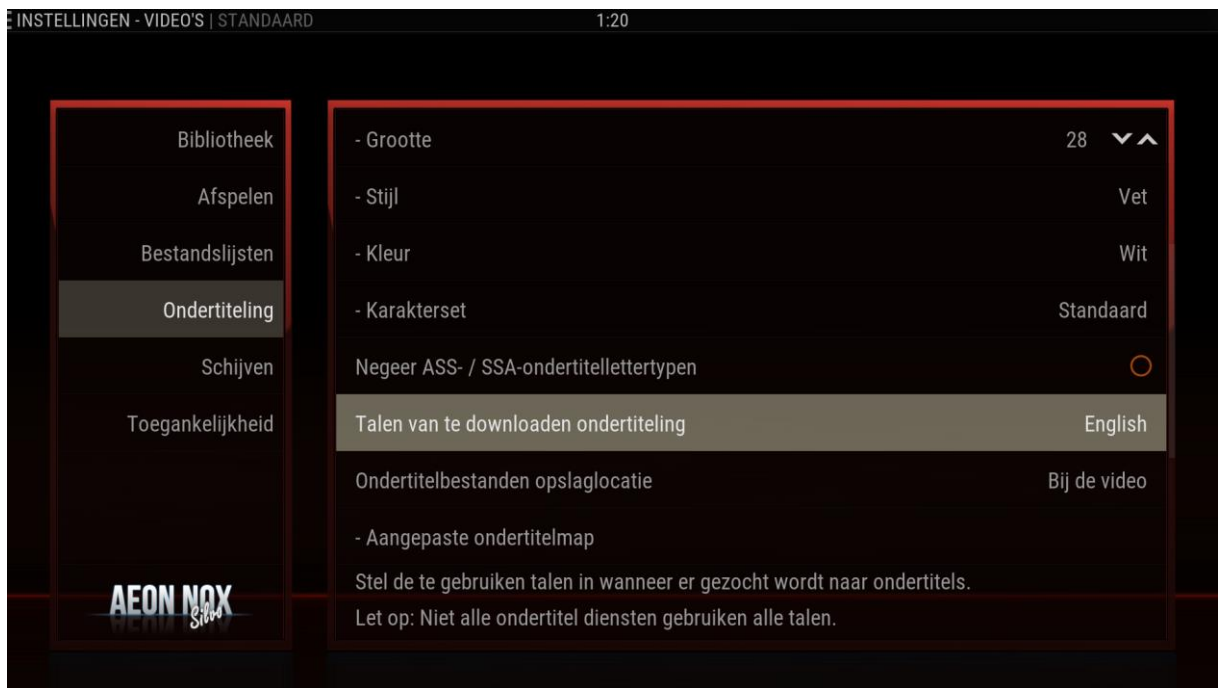 INSTELLINGEN - VIDEO'S | STANDAARD 1:20
Bibliotheek
Afspelen
Bestandslijsten
Ondertiteling
Schijven
Toegankelijkheid
AEON NOX
Silvo
- Grootte 28
- Stijl Vet
- Kleur Wit
- Karakterset Standaard
Negeer ASS- / SSA-ondertitellettertypen
Talen van te downloaden ondertiteling English
Ondertitelbestanden opslaglocatie Bij de video
- Aangepaste ondertitelmap
Stel de te gebruiken talen in wanneer er gezocht wordt naar ondertitels.
Let op: Niet alle ondertitel diensten gebruiken alle talen.